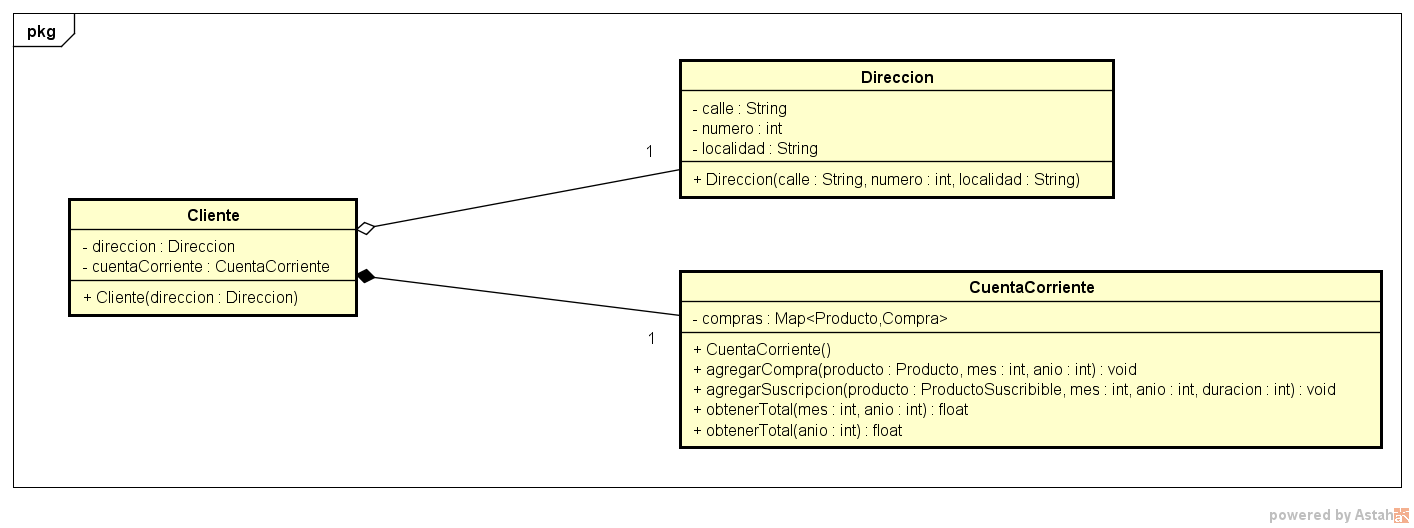 pkg
Direccion
- calle : String
- numero : int
- localidad : String
+ Direccion(calle : String, numero : int, localidad : String)
1
Cliente
- direccion : Direccion
- cuentaCorriente : CuentaCorriente
+ Cliente(direccion : Direccion)
CuentaCorriente
- compras : Map<Producto,Compra>
+ CuentaCorriente()
+ agregarCompra(producto : Producto, mes : int, anio : int) : void
+ agregarSuscripcion(producto : ProductoSuscribible, mes : int, anio : int, duracion : int) : void
+ obtenerTotal(mes : int, anio : int) : float
+ obtenerTotal(anio : int) : float
1
powered by Astah